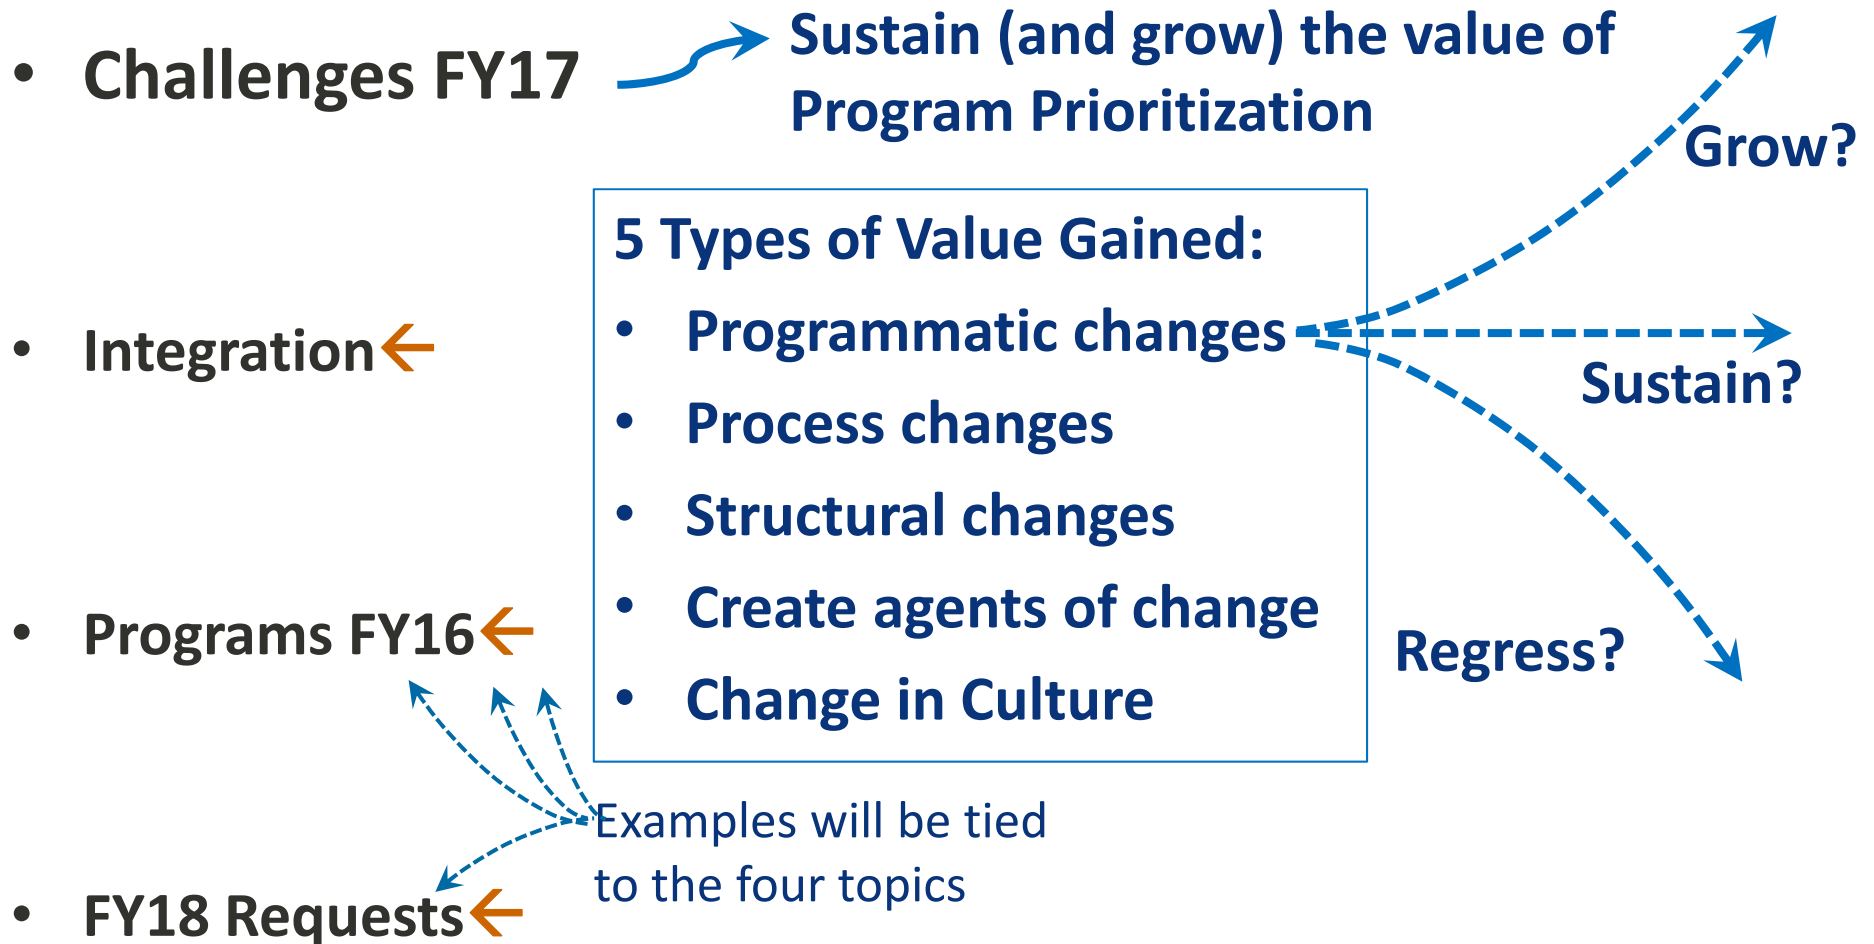 • Challenges FY17
Sustain (and grow) the value of
Program Prioritization
Grow?
5 Types of Value Gained:
• Programmatic changes
• Process changes
• Structural changes
• Create agents of change
• Change in Culture
Sustain?
Regress?
• Integration
• Programs FY16
Examples will be tied
to the four topics
• FY18 Requests